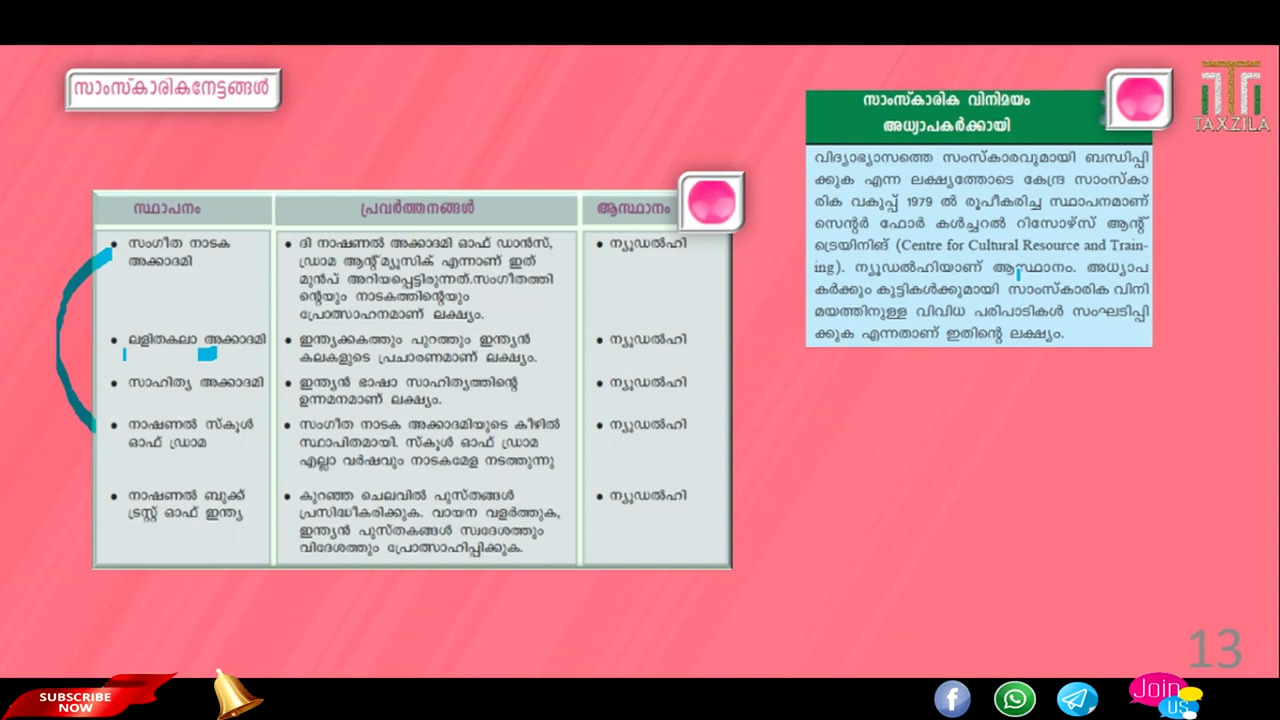 സാംസ്കാരികനേട്ടങ്ങൾ
സ്ഥാപനം
പ്രവർത്തനങ്ങൾ
ആസ്ഥാനം
• സംഗീത നാടക
അക്കാദമി
• ദി നാഷണൽ അക്കാദമി ഓഫ് ഡാൻസ്,
ഡ്രാമ ആന്റ് മ്യൂസിക് എന്നാണ് ഇത്
മുൻപ് അറിയപ്പെട്ടിരുന്നത്.സംഗീതത്തി
ന്റെയും നാടകത്തിന്റെയും
പ്രോത്സാഹനമാണ് ലക്ഷ്യം.
• ന്യൂഡൽഹി
• ലളിതകലാ അക്കാദമി
• ഇന്ത്യക്കകത്തും പുറത്തും ഇന്ത്യൻ
കലകളുടെ പ്രചാരണമാണ് ലക്ഷ്യം.
• ന്യൂഡൽഹി
• സാഹിത്യ അക്കാദമി
• ഇന്ത്യൻ ഭാഷാ സാഹിത്യത്തിന്റെ
ഉന്നമനമാണ് ലക്ഷ്യം.
• ന്യൂഡൽഹി
• നാഷണൽ സ്കൂൾ
ഓഫ് ഡ്രാമ
• സംഗീത നാടക അക്കാദമിയുടെ കീഴിൽ
സ്ഥാപിതമായി. സ്കൂൾ ഓഫ് ഡ്രാമ
എല്ലാ വർഷവും നാടകമേള നടത്തുന്നു
• ന്യൂഡൽഹി
• നാഷണൽ ബുക്ക്
ട്രസ്റ്റ് ഓഫ് ഇന്ത്യ
• കുറഞ്ഞ ചെലവിൽ പുസ്തങ്ങൾ
പ്രസിദ്ധീകരിക്കുക. വായന വളർത്തുക,
ഇന്ത്യൻ പുസ്തകങ്ങൾ സ്വദേശത്തും
വിദേശത്തും പ്രോത്സാഹിപ്പിക്കുക.
• ന്യൂഡൽഹി
സാംസ്കാരിക വിനിമയം
അധ്യാപകർക്കായി
വിദ്യാഭ്യാസത്തെ സംസ്കാരവുമായി ബന്ധിപ്പി
ക്കുക എന്ന ലക്ഷ്യത്തോടെ കേന്ദ്ര സാംസ്കാ
രിക വകുപ്പ് 1979 ൽ രൂപീകരിച്ച സ്ഥാപനമാണ്
സെന്റർ ഫോർ കൾച്ചറൽ റിസോഴ്സ് ആന്റ്
ട്രെയിനിങ് (Centre for Cultural Resource and Train-
ing). ന്യൂഡൽഹിയാണ് ആസ്ഥാനം. അധ്യാപ
കർക്കും കുട്ടികൾക്കുമായി സാംസ്കാരിക വിനി
മയത്തിനുള്ള വിവിധ പരിപാടികൾ സംഘടിപ്പി
ക്കുക എന്നതാണ് ഇതിന്റെ ലക്ഷ്യം.
TAXZILA
13
SUBSCRIBE
NOW
Join
us